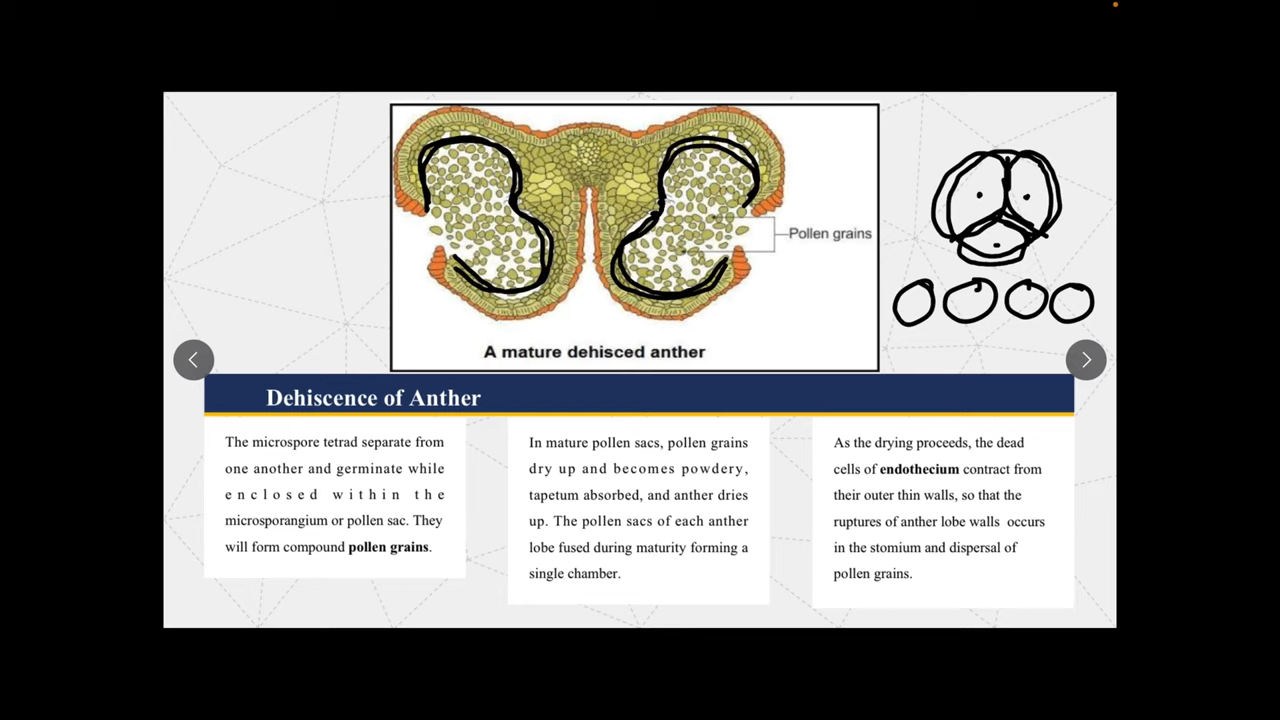 Pollen grains
A mature dehisced anther
Dehiscence of Anther
The microspore tetrad separate from
one another and germinate while
enclosed within the
microsporangium or pollen sac. They
will form compound pollen grains.
In mature pollen sacs, pollen grains
dry up and becomes powdery,
tapetum absorbed, and anther dries
up. The pollen sacs of each anther
lobe fused during maturity forming a
single chamber.
As the drying proceeds, the dead
cells of endothecium contract from
their outer thin walls, so that the
ruptures of anther lobe walls occurs
in the stomium and dispersal of
pollen grains.